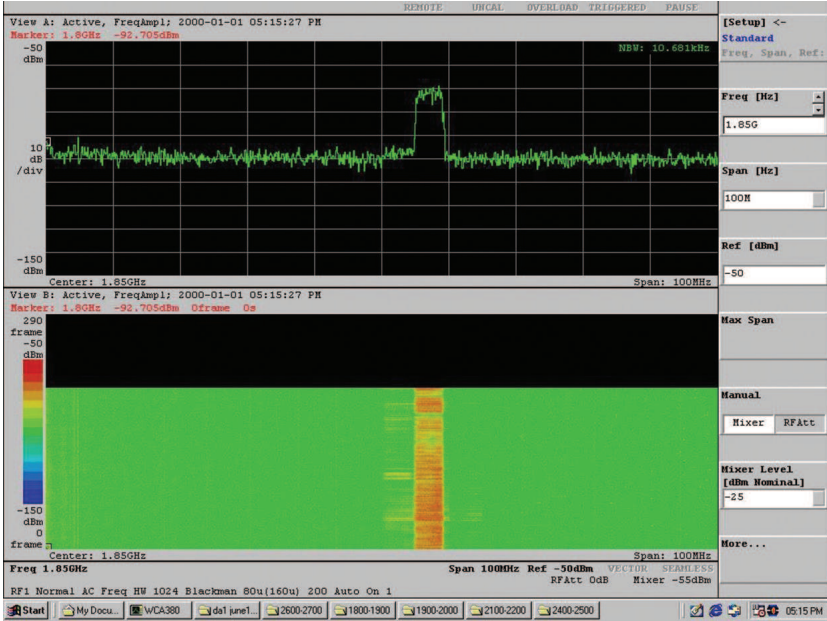 REMOTE UNCAL OVERLOAD TRIGGERED PAUSE
View A: Active, FreqAmpl; 2000-01-01 05:15:27 PM
Marker: 1.8GHz -92.705dBm
-50
dBm
NBW: 10.681kHz
10
dB
/div
-150
dBm
Center: 1.85GHz
Span: 100MHz
View B: Active, FreqAmpl; 2000-01-01 05:15:27 PM
Marker: 1.8GHz -92.705dBm 0frame 0s
290
frame
-50
dBm
-150
dBm
0
frame
Center: 1.85GHz
Span: 100MHz
Freq 1.85GHz
Span 100MHz Ref -50dBm VECTOR SEAMLESS
RFAtt 0dB Mixer -55dBm
RF1 Normal AC Freq HW 1024 Blackman 80u(160u) 200 Auto On 1
[Setup] <-
Standard
Freq, Span, Ref:
Freq [Hz]
1.85G
Span [Hz]
100M
Ref [dBm]
-50
Max Span
Manual
Mixer RFAtt
Mixer Level
[dBm Nominal]
-25
More...
Start My Docu... WCA380 da1 june1... 2600-2700 1800-1900 1900-2000 2100-2200 2400-2500 05:15 PM